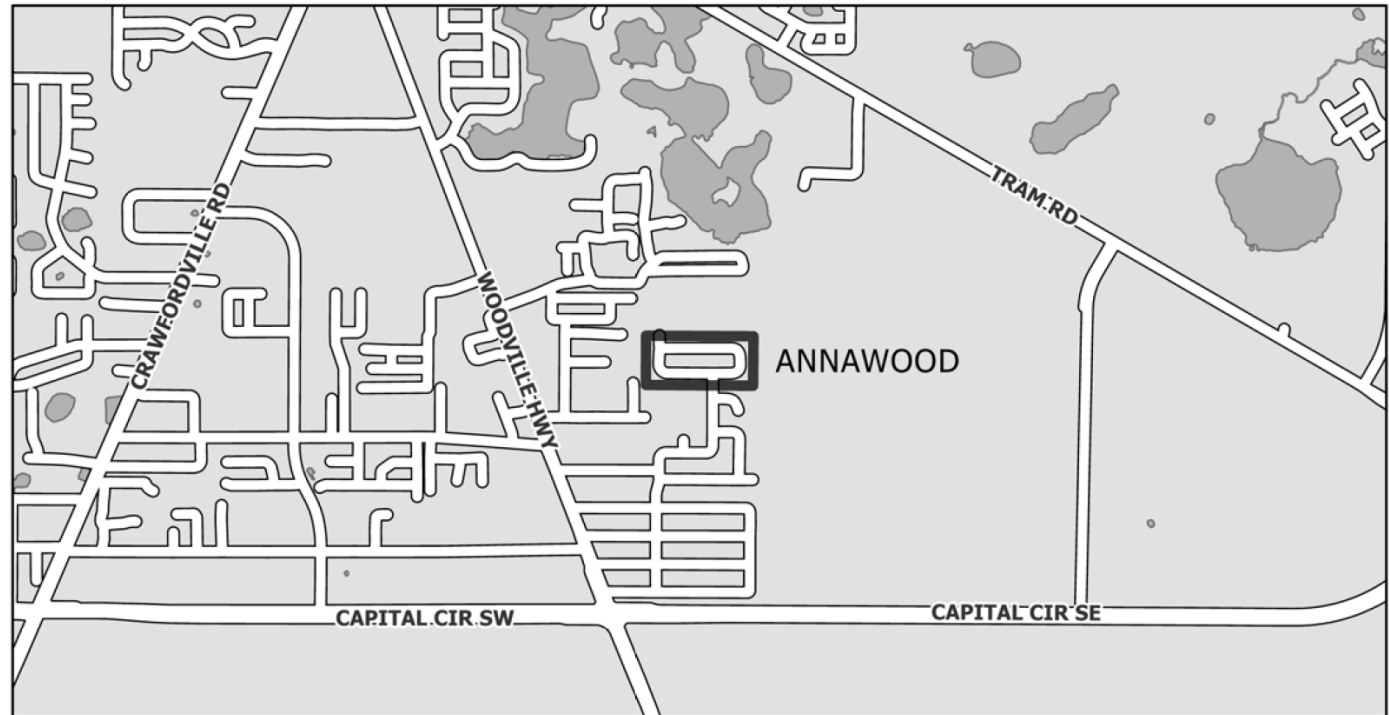 TRAM RD
CRAWFORDVILLE RD
WOODVILLE HWY
ANNAWOOD
CAPITAL CIR SW
CAPITAL CIR SE